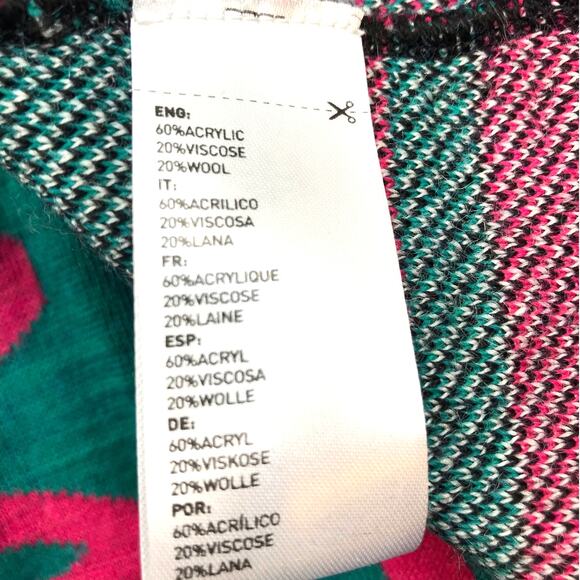 ENG:
60%ACRYLIC
20%VISCOSE
20%WOOL
IT:
60%ACRILICO
20%VISCOSA
20%LANA
FR:
60%ACRYLIQUE
20%VISCOSE
20%LAINE
ESP:
60%ACRYL
20%VISCOSA
20%WOLLE
DE:
60%ACRYL
20%VISKOSE
20%WOLLE
POR:
60%ACRÍLICO
20%VISCOSE
20%LANA